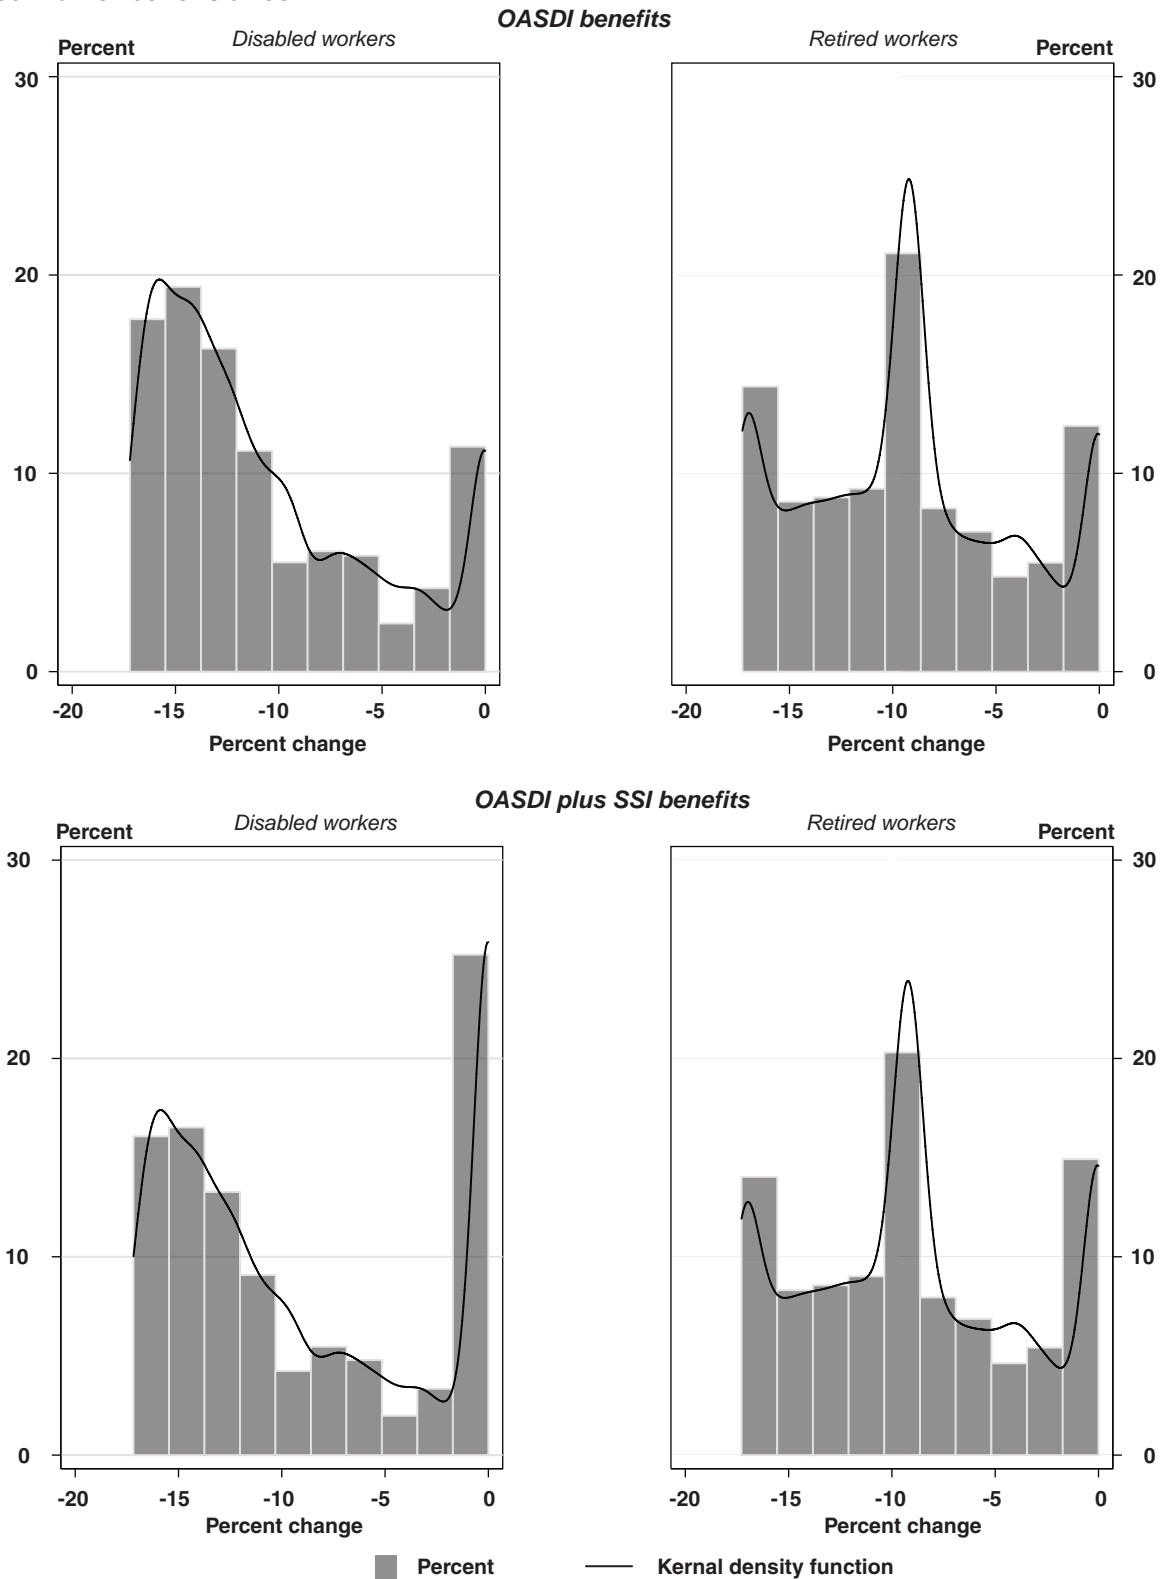 OASDI benefits
Disabled workers
Retired workers
Percent
Percent
30
20
10
0
30
20
10
0
-20 -15 -10 -5 0
-20 -15 -10 -5 0
Percent change
Percent change
OASDI plus SSI benefits
Disabled workers
Retired workers
Percent
Percent
30
20
10
0
30
20
10
0
-20 -15 -10 -5 0
-20 -15 -10 -5 0
Percent change
Percent change
Percent
Kernal density function